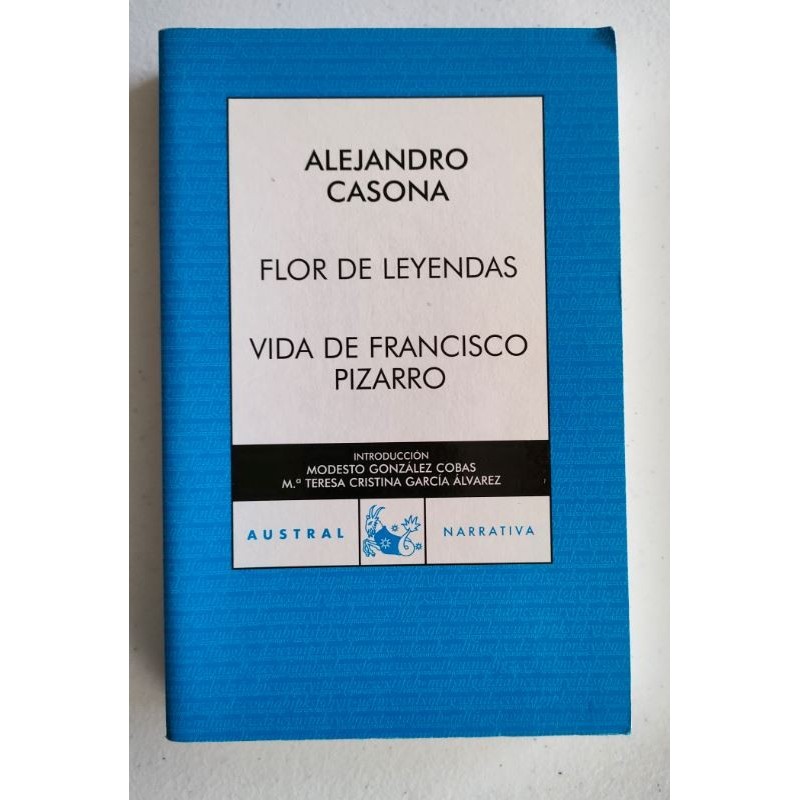 ALEJANDRO
CASONA
FLOR DE LEYENDAS
VIDA DE FRANCISCO
PIZARRO
INTRODUCCIÓN
MODESTO GONZÁLEZ COBAS
M.ª TERESA CRISTINA GARCÍA ÁLVAREZ
AUSTRAL
NARRATIVA